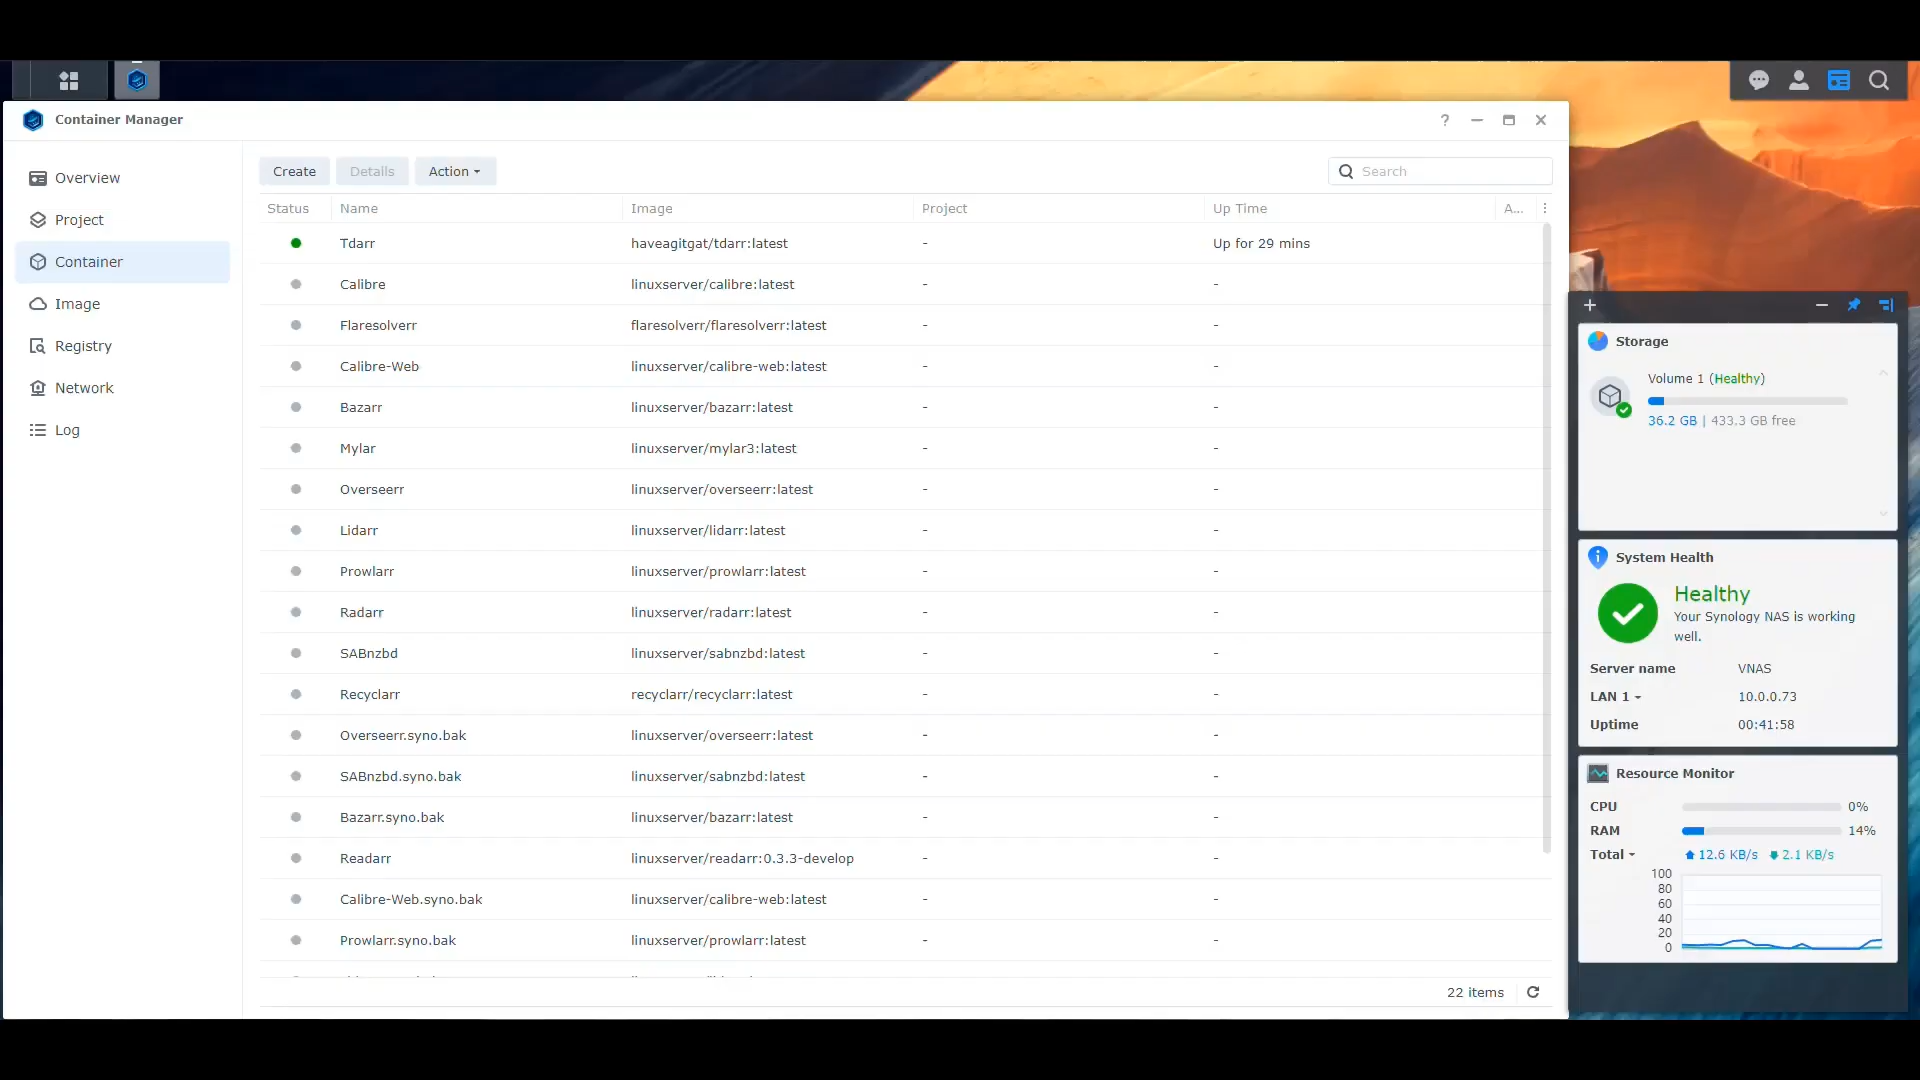 Container Manager
?
Overview
Project
Container
Image
Registry
Network
Log
Create Details Action
Search
Status Name Image Project Up Time A...
Tdarr haveagitgat/tdarr:latest - Up for 29 mins
Calibre linuxserver/calibre:latest - -
Flaresolverr flaresolverr/flaresolverr:latest - -
Calibre-Web linuxserver/calibre-web:latest - -
Bazarr linuxserver/bazarr:latest - -
Mylar linuxserver/mylar3:latest - -
Overseerr linuxserver/overseerr:latest - -
Lidarr linuxserver/lidarr:latest - -
Prowlarr linuxserver/prowlarr:latest - -
Radarr linuxserver/radarr:latest - -
SABnzbd linuxserver/sabnzbd:latest - -
Recyclarr recyclarr/recyclarr:latest - -
Overseerr.syno.bak linuxserver/overseerr:latest - -
SABnzbd.syno.bak linuxserver/sabnzbd:latest - -
Bazarr.syno.bak linuxserver/bazarr:latest - -
Readarr linuxserver/readarr:0.3.3-develop - -
Calibre-Web.syno.bak linuxserver/calibre-web:latest - -
Prowlarr.syno.bak linuxserver/prowlarr:latest - -
22 items
Storage
Volume 1 (Healthy)
36.2 GB | 433.3 GB free
System Health
Healthy
Your Synology NAS is working
well.
Server name VNAS
LAN 1 10.0.0.73
Uptime 00:41:58
Resource Monitor
CPU 0%
RAM 14%
Total 12.6 KB/s 2.1 KB/s
100
80
60
40
20
0